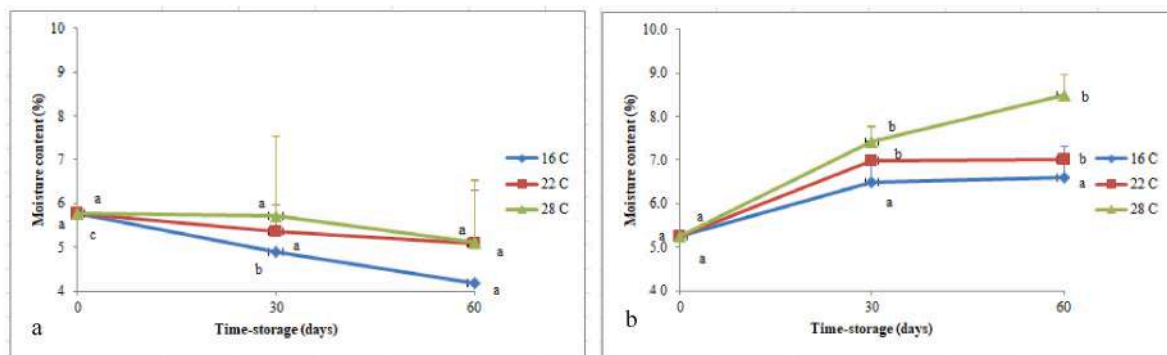 10
9
8
7
6
5
4
Moisture content (%)
a
a
c
a
a
b
a
a
a
16 C
22 C
28 C
0
30
60
Time-storage (days)
a
10.0
9.0
8.0
7.0
6.0
5.0
4.0
Moisture content (%)
a
a
a
b
b
a
b
b
a
16 C
22 C
28 C
0
30
60
Time-storage (days)
b